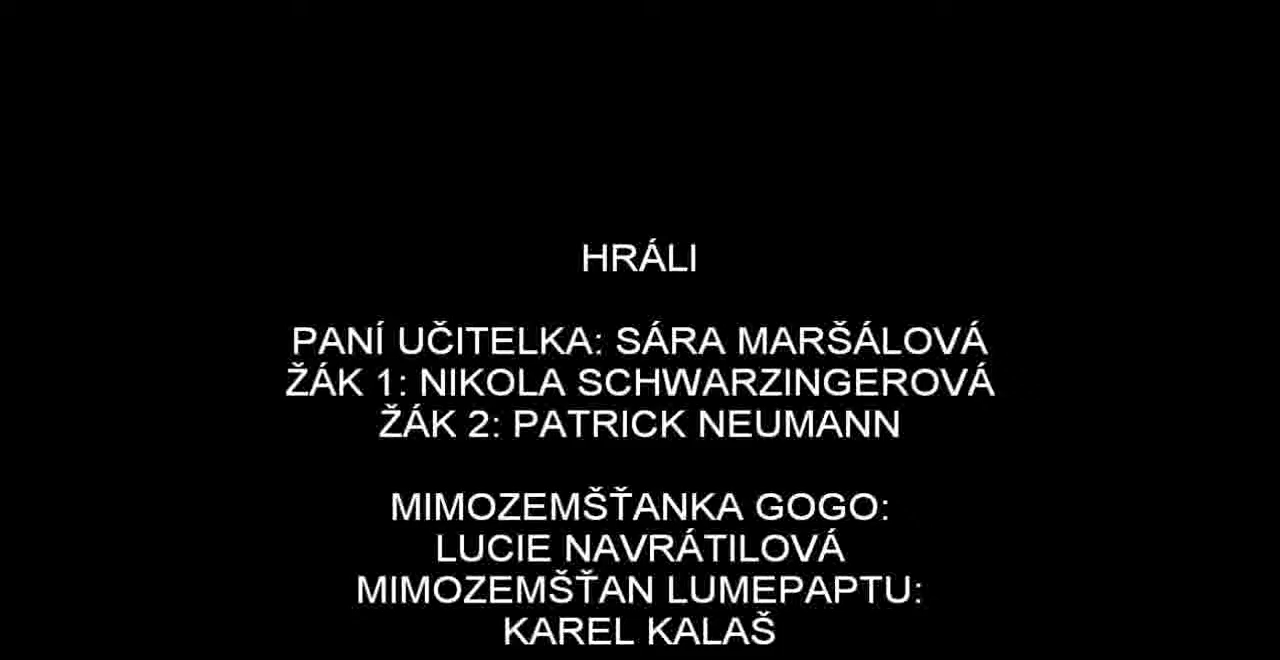 HRÁLI
PANÍ UČITELKA: SÁRA MARŠÁLOVÁ
ŽÁK 1: NIKOLA SCHWARZINGEROVÁ
ŽÁK 2: PATRICK NEUMANN
MIMOZEMŠŤANKA GOGO:
LUCIE NAVRÁTILOVÁ
MIMOZEMŠŤAN LUMEPAPTU:
KAREL KALAŠ